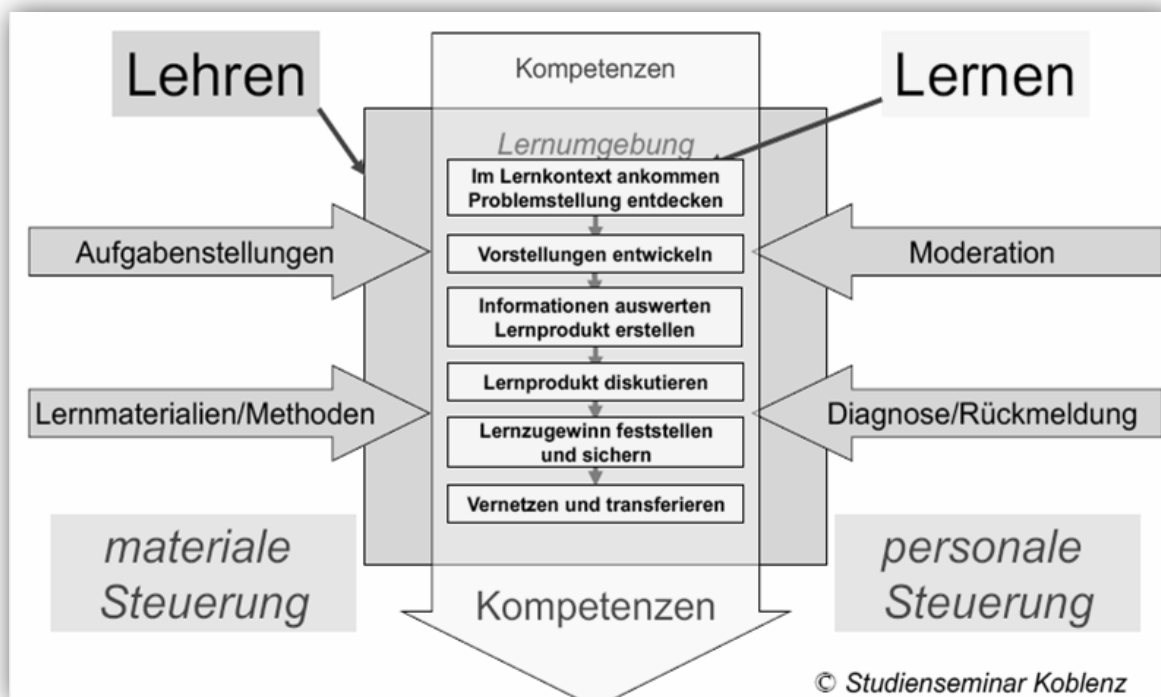 Kompetenzen
Lehren
Lernen
Lernumgebung
Im Lernkontext ankommen
Problemstellung entdecken
Aufgabenstellungen
Vorstellungen entwickeln
Moderation
Informationen auswerten
Lernprodukt erstellen
Lernprodukt diskutieren
Lernmaterialien/Methoden
Diagnose/Rückmeldung
Lernzugewinn feststellen
und sichern
Vernetzen und transferieren
materiale
Steuerung
personale
Steuerung
Kompetenzen
© Studienseminar Koblenz